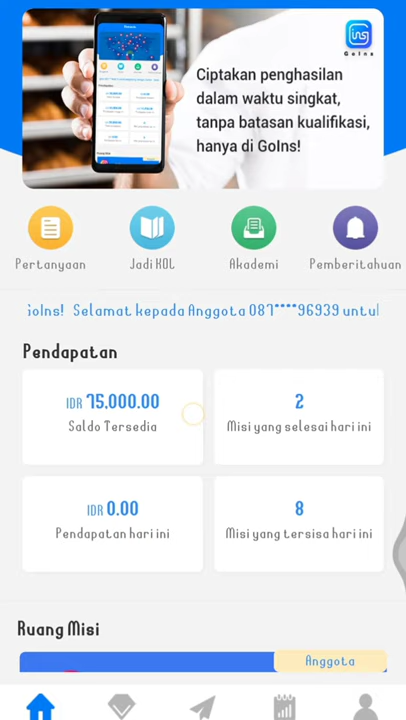 GoIns
Ciptakan penghasilan
dalam waktu singkat,
tanpa batasan kualifikasi,
hanya di GoIns!
Pertanyaan
Jadi KOL
Akademi
Pemberitahuan
GoIns! Selamat kepada Anggota 087****96939 untuk
Pendapatan
IDR 15,000.00
Saldo Tersedia
2
Misi yang selesai hari ini
IDR 0.00
Pendapatan hari ini
8
Misi yang tersisa hari ini
Ruang Misi
Anggota